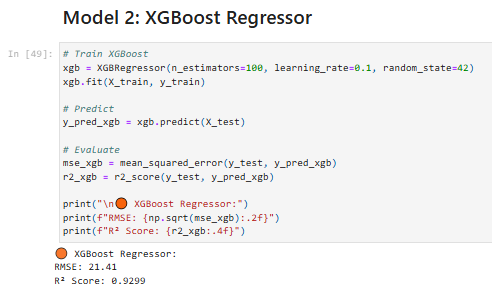 Model 2: XGBoost Regressor
In [49]:
# Train XGBoost
xgb = XGBRegressor(n_estimators=100, learning_rate=0.1, random_state=42)
xgb.fit(X_train, y_train)
# Predict
y_pred_xgb = xgb.predict(X_test)
# Evaluate
mse_xgb = mean_squared_error(y_test, y_pred_xgb)
r2_xgb = r2_score(y_test, y_pred_xgb)
print("\n🟠 XGBoost Regressor:")
print(f"RMSE: {np.sqrt(mse_xgb):.2f}")
print(f"R² Score: {r2_xgb:.4f}")
🟠 XGBoost Regressor:
RMSE: 21.41
R² Score: 0.9299